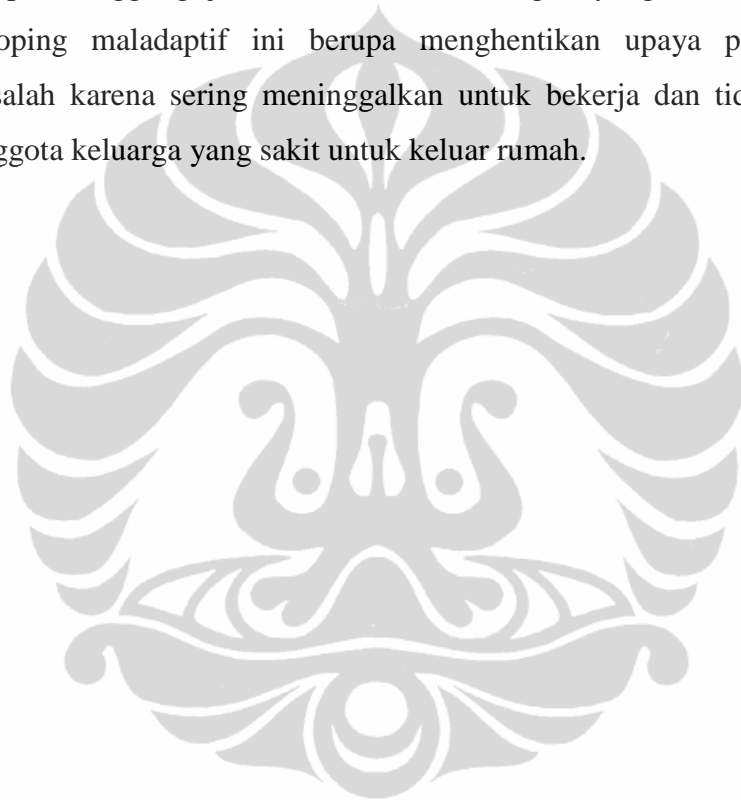 oping maladaptif ini berupa menghentikan upaya p
salah karena sering meninggalkan untuk bekerja dan tid
ggota keluarga yang sakit untuk keluar rumah.